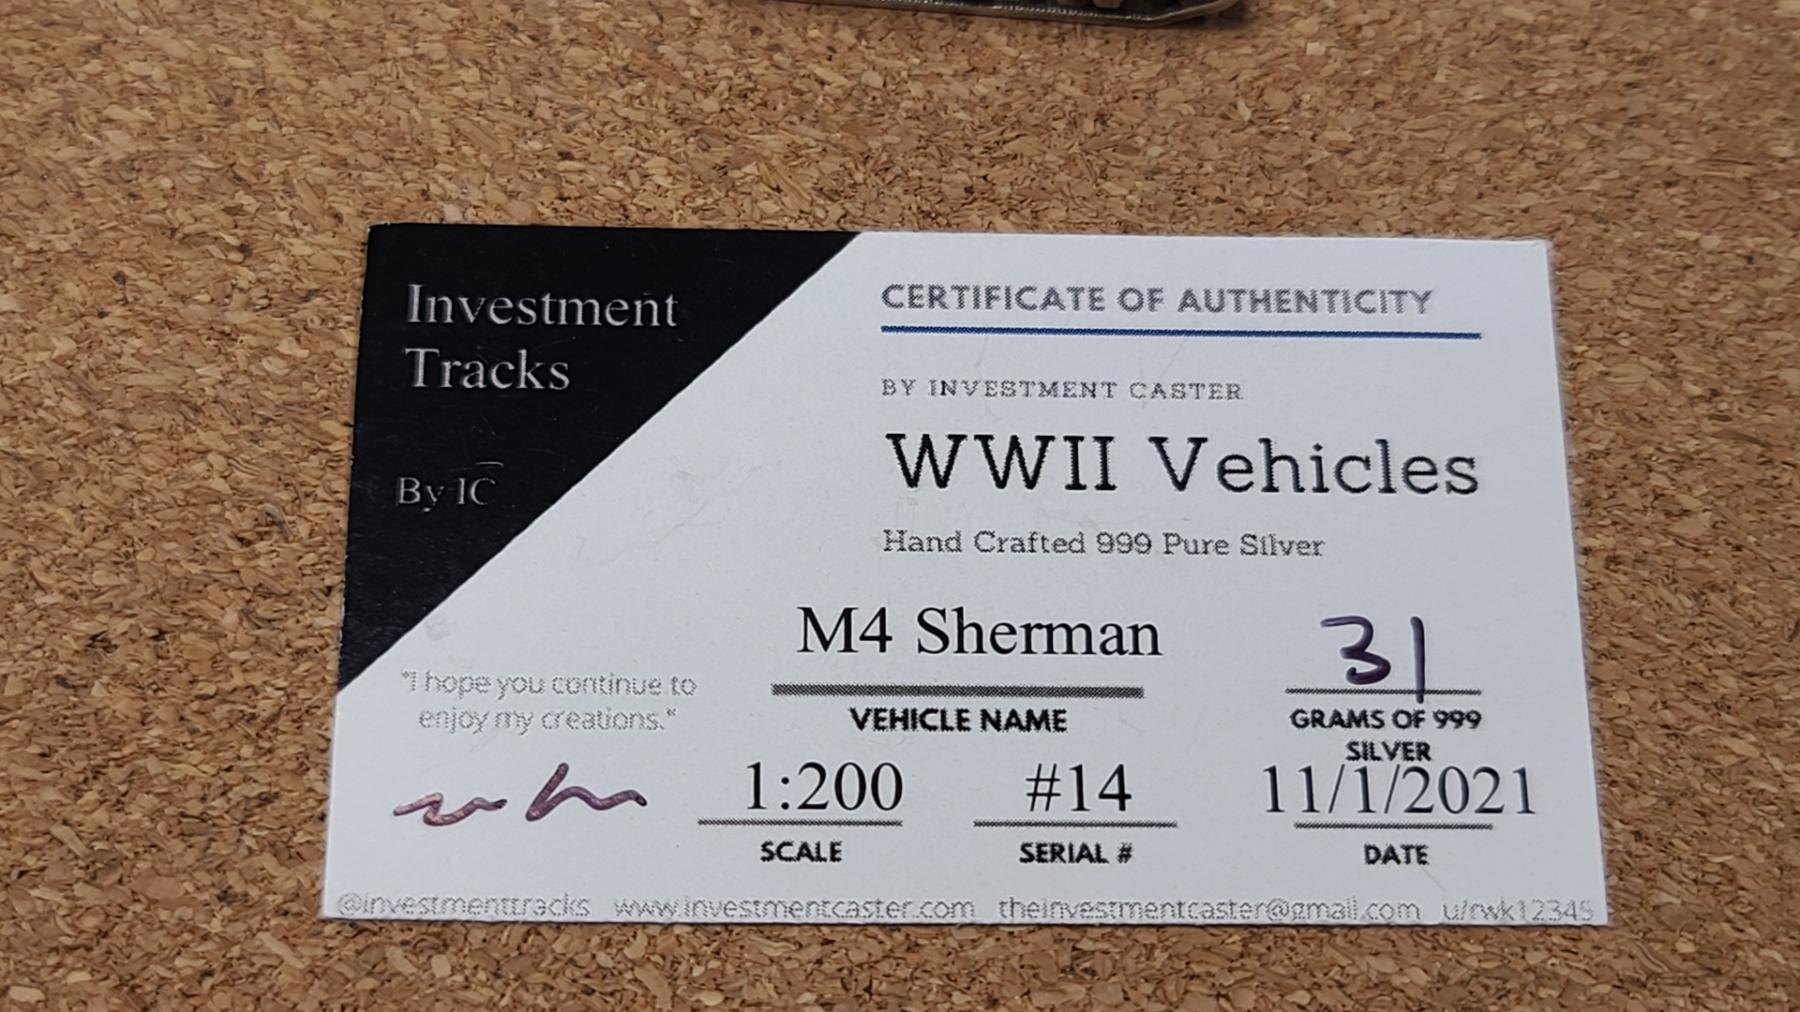 Investment
Tracks
By IC
CERTIFICATE OF AUTHENTICITY
BY INVESTMENT CASTER
WWII Vehicles
Hand Crafted 999 Pure Silver
M4 Sherman
VEHICLE NAME
31
GRAMS OF 999
SILVER
"I hope you continue to
enjoy my creations."
1:200
SCALE
#14
SERIAL #
11/1/2021
DATE
@investmenttracks www.investmentcaster.com theinvestmentcaster@gmail.com u/rwk12345